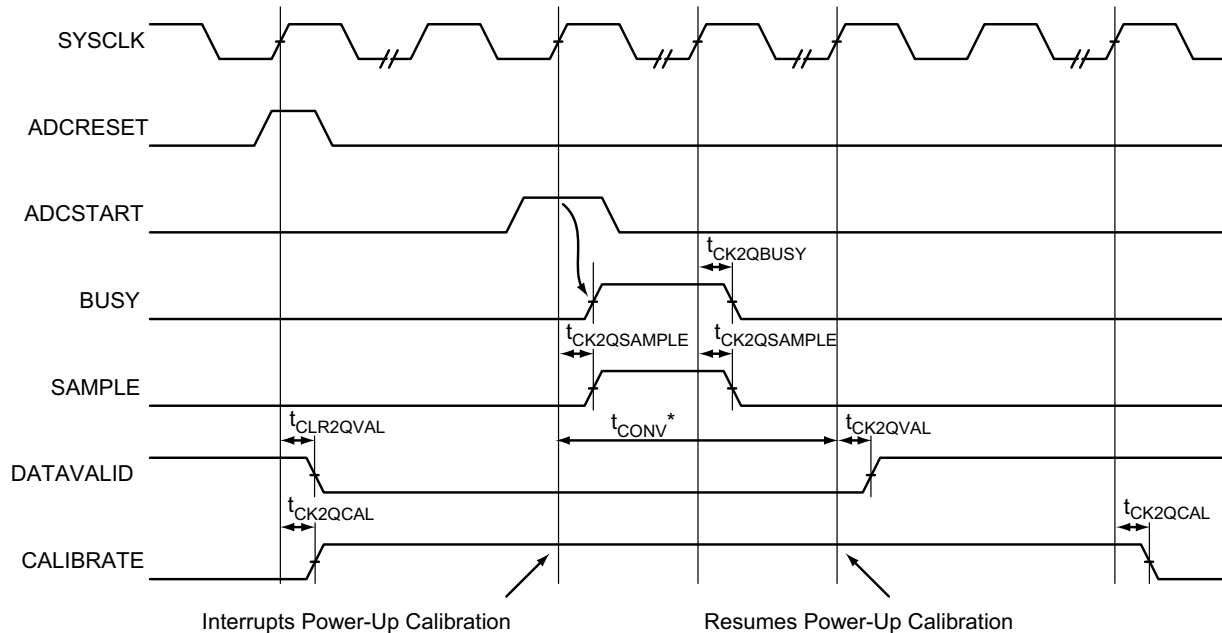 SYSCLK
ADCRESET
ADCSTART
tCK2QBUSY
BUSY
tCK2QSAMPLE tCK2QSAMPLE
SAMPLE
tCLR2QVAL tCONV* tCK2QVAL
DATAVALID
tCK2QCAL tCK2QCAL
CALIBRATE
Interrupts Power-Up Calibration Resumes Power-Up Calibration